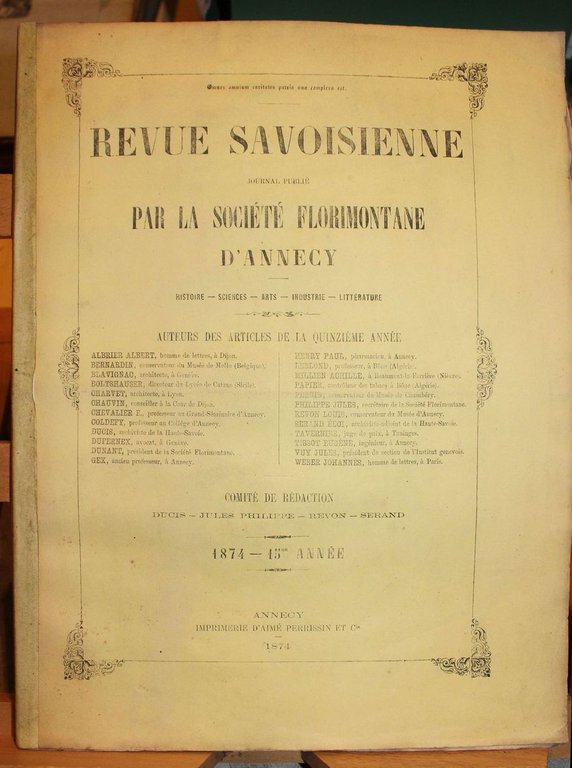 Omnes omnium caritates patria una complexa est.
REVUE SAVOISIENNE
JOURNAL PUBLIÉ
PAR LA SOCIÉTÉ FLORIMONTANE
D'ANNECY
HISTOIRE — SCIENCES — ARTS — INDUSTRIE — LITTÉRATURE
AUTEURS DES ARTICLES DE LA QUINZIÈME ANNÉE
ALBRIER ALBERT, homme de lettres, à Dijon.
BERNARDIN, conservateur du Musée de Melle (Belgique).
BLAVIGNAC, architecte, à Genève.
BOLTSHAUSER, directeur du Lycée de Catane (Sicile).
CHARVET, architecte, à Lyon.
CHAUVIN, conseiller à la Cour de Dijon.
CHEVALIER F., professeur au Grand-Séminaire d'Annecy.
COLDEFY, professeur au Collège d'Annecy.
DUCIS, archiviste de la Haute-Savoie.
DUFERNEX, avocat, à Genève.
DUNANT, président de la Société Florimontane.
GEX, ancien professeur, à Annecy.
HENRY PAUL, pharmacien, à Annecy.
professeur, à Bône (Algérie).
MILLIEN ACHILLE, à Beaumont-la-Ferrière (Nièvre).
PAPIER, contrôleur des tabacs à Bône (Algérie).
PERRIN, conservateur du Musée de Chambéry.
PHILIPPE JULES, secrétaire de la Société Florimontane.
REVON LOUIS, conservateur du Musée d'Annecy.
SERAND ELOI, archiviste-adjoint de la Haute-Savoie.
TAVERNIER, juge de paix, à Taninges.
TISSOT EUGÈNE, ingénieur, à Annecy.
VUY JULES, président de section de l'Institut genevois.
WEBER JOHANNÈS, homme de lettres, à Paris.
COMITÉ DE RÉDACTION
DUCIS — JULES PHILIPPE — REVON — SERAND
1874 — 15me ANNÉE
ANNECY
IMPRIMERIE D'AIMÉ PERRISSIN ET Cie
1874